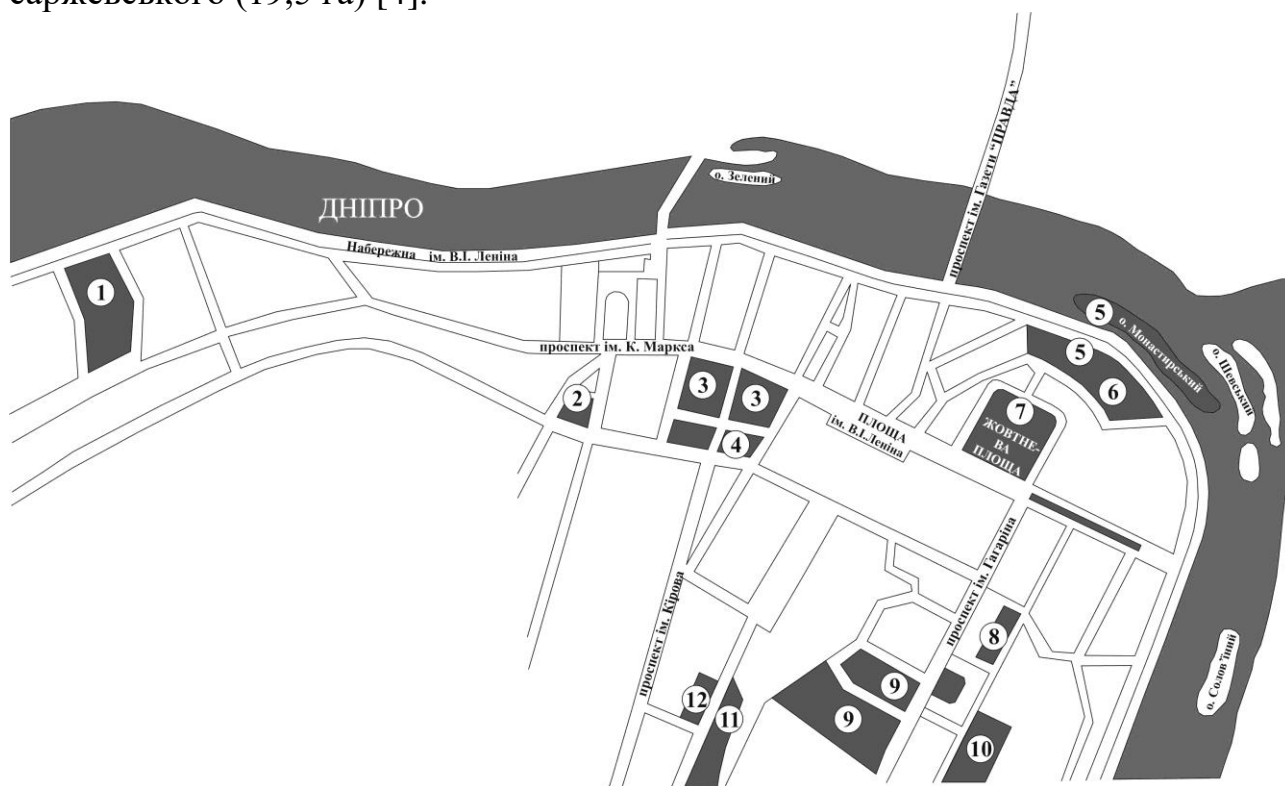 саржевського (19,5 га) [4].
проспект ім. Газети “ПРАВДА”
о. Зелений
ДНІПРО
Набережна ім. В.І. Леніна
1
5
о. Монастирський
5
о. Шевський
проспект ім. К. Маркса
6
3
2
3
7
ПЛОЩА
ім. В.І.Леніна
ЖОВТНЕ-
ВА
ПЛОЩА
4
проспект ім. Гагаріна
проспект ім. Кірова
8
о. Солов’їний
9
12
9
11
10